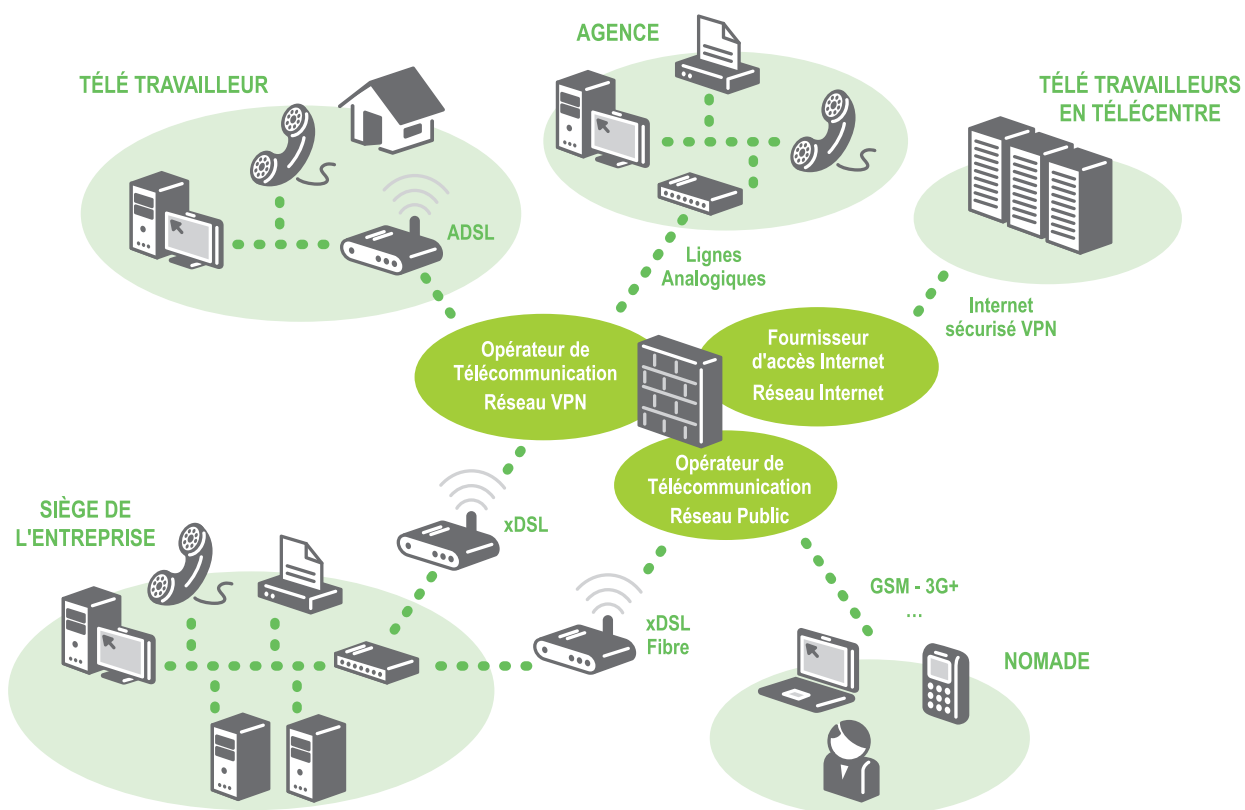 AGENCE
TÉLÉ TRAVAILLEUR
TÉLÉ TRAVAILLEURS
EN TÉLÉCENTRE
ADSL
Lignes
Analogiques
Internet
sécurisé VPN
Opérateur de
Télécommunication
Réseau VPN
Fournisseur
d'accès Internet
Réseau Internet
Opérateur de
Télécommunication
Réseau Public
SIÈGE DE
L'ENTREPRISE
xDSL
xDSL
Fibre
GSM - 3G+
...
NOMADE